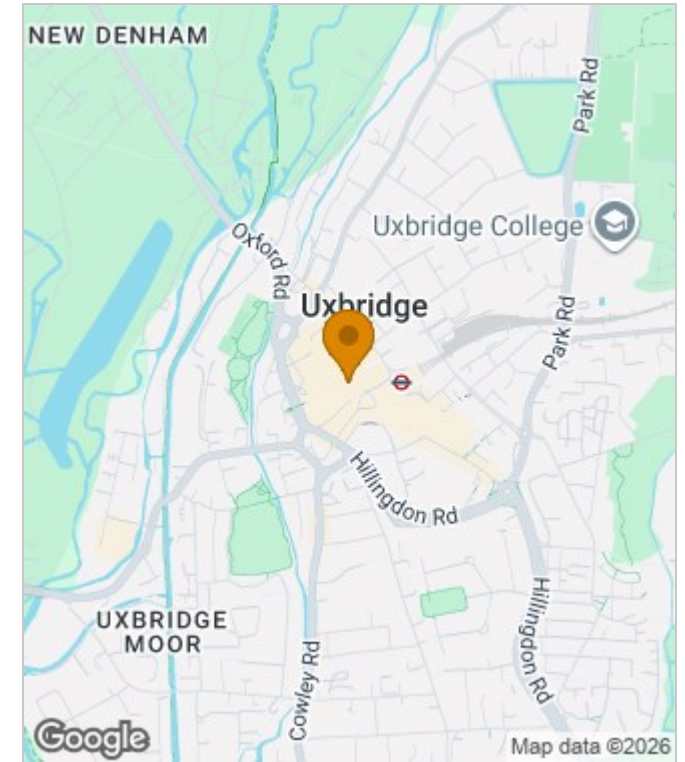 NEW DENHAM
Park Rd
Uxbridge College
Oxford Rd
Uxbridge
Park Rd
Hillingdon Rd
UXBRIDGE
MOOR
Hillingdon Rd
Cowley Rd
Google
Map data ©2026